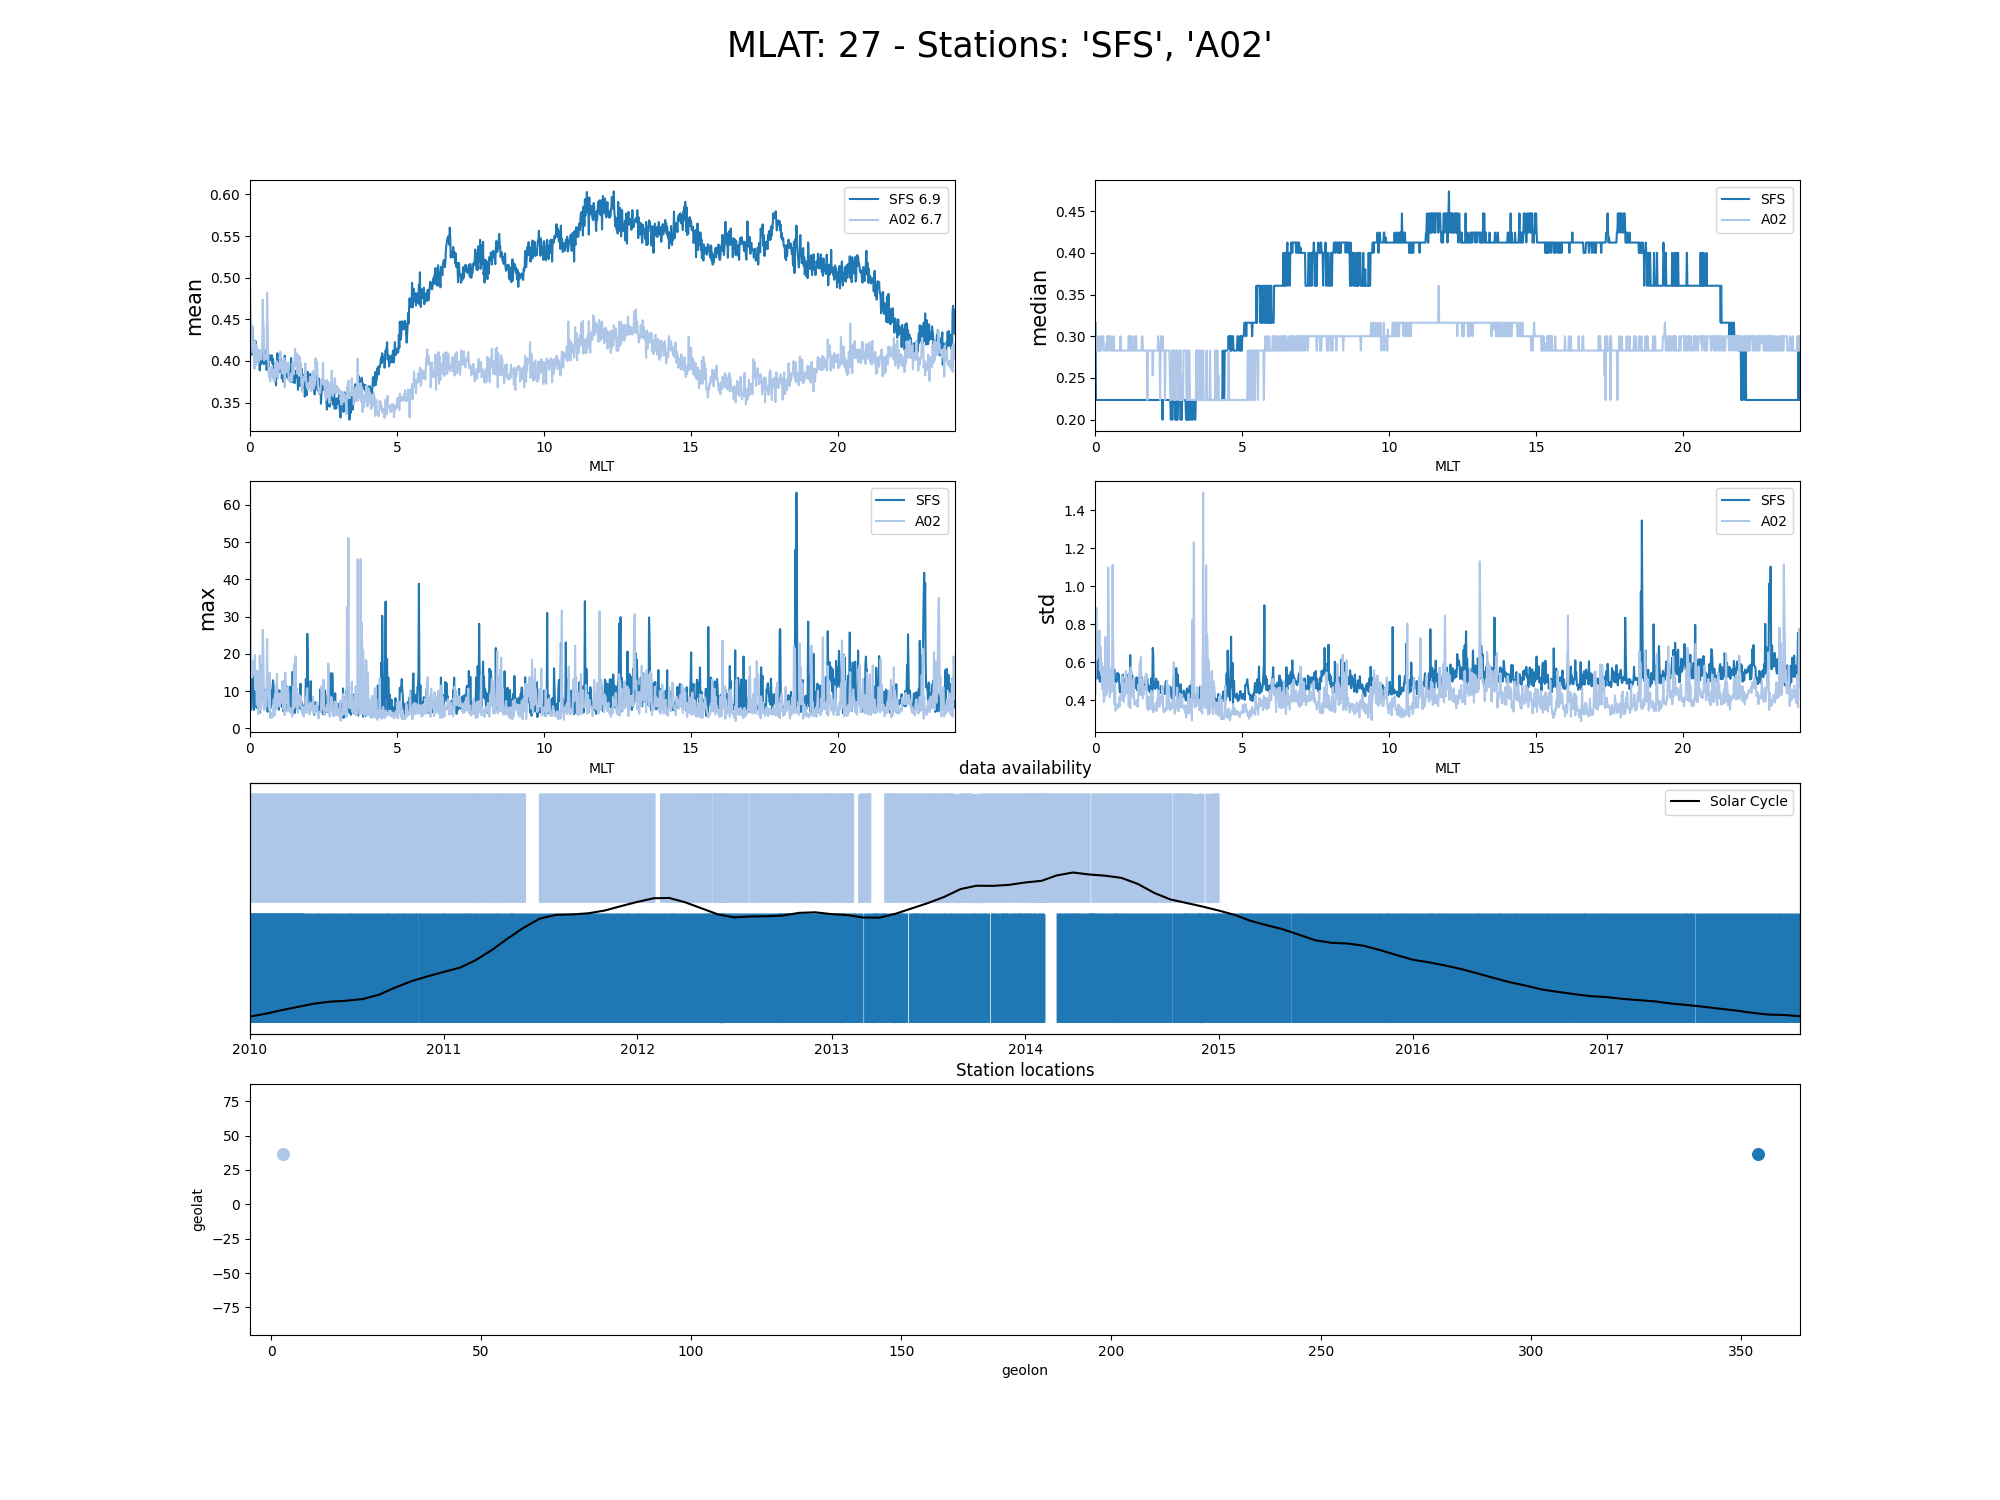 MLAT: 27 - Stations: 'SFS', 'A02'
mean
0.60
0.55
0.50
0.45
0.40
0.35
SFS 6.9
A02 6.7
0 5 10 15 20
MLT
median
0.45
0.40
0.35
0.30
0.25
0.20
SFS
A02
0 5 10 15 20
MLT
max
60
50
40
30
20
10
0
SFS
A02
0 5 10 15 20
MLT
std
1.4
1.2
1.0
0.8
0.6
0.4
SFS
A02
0 5 10 15 20
MLT
data availability
Solar Cycle
2010 2011 2012 2013 2014 2015 2016 2017
Station locations
geolat
75
50
25
0
−25
−50
−75
0 50 100 150 200 250 300 350
geolon